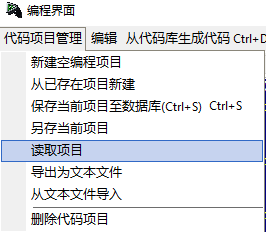 编程界面
代码项目管理 编辑 从代码库生成代码 Ctrl+D
新建空编程项目
从已存在项目新建
保存当前项目至数据库(Ctrl+S) Ctrl+S
另存当前项目
读取项目
导出为文本文件
从文本文件导入
删除代码项目